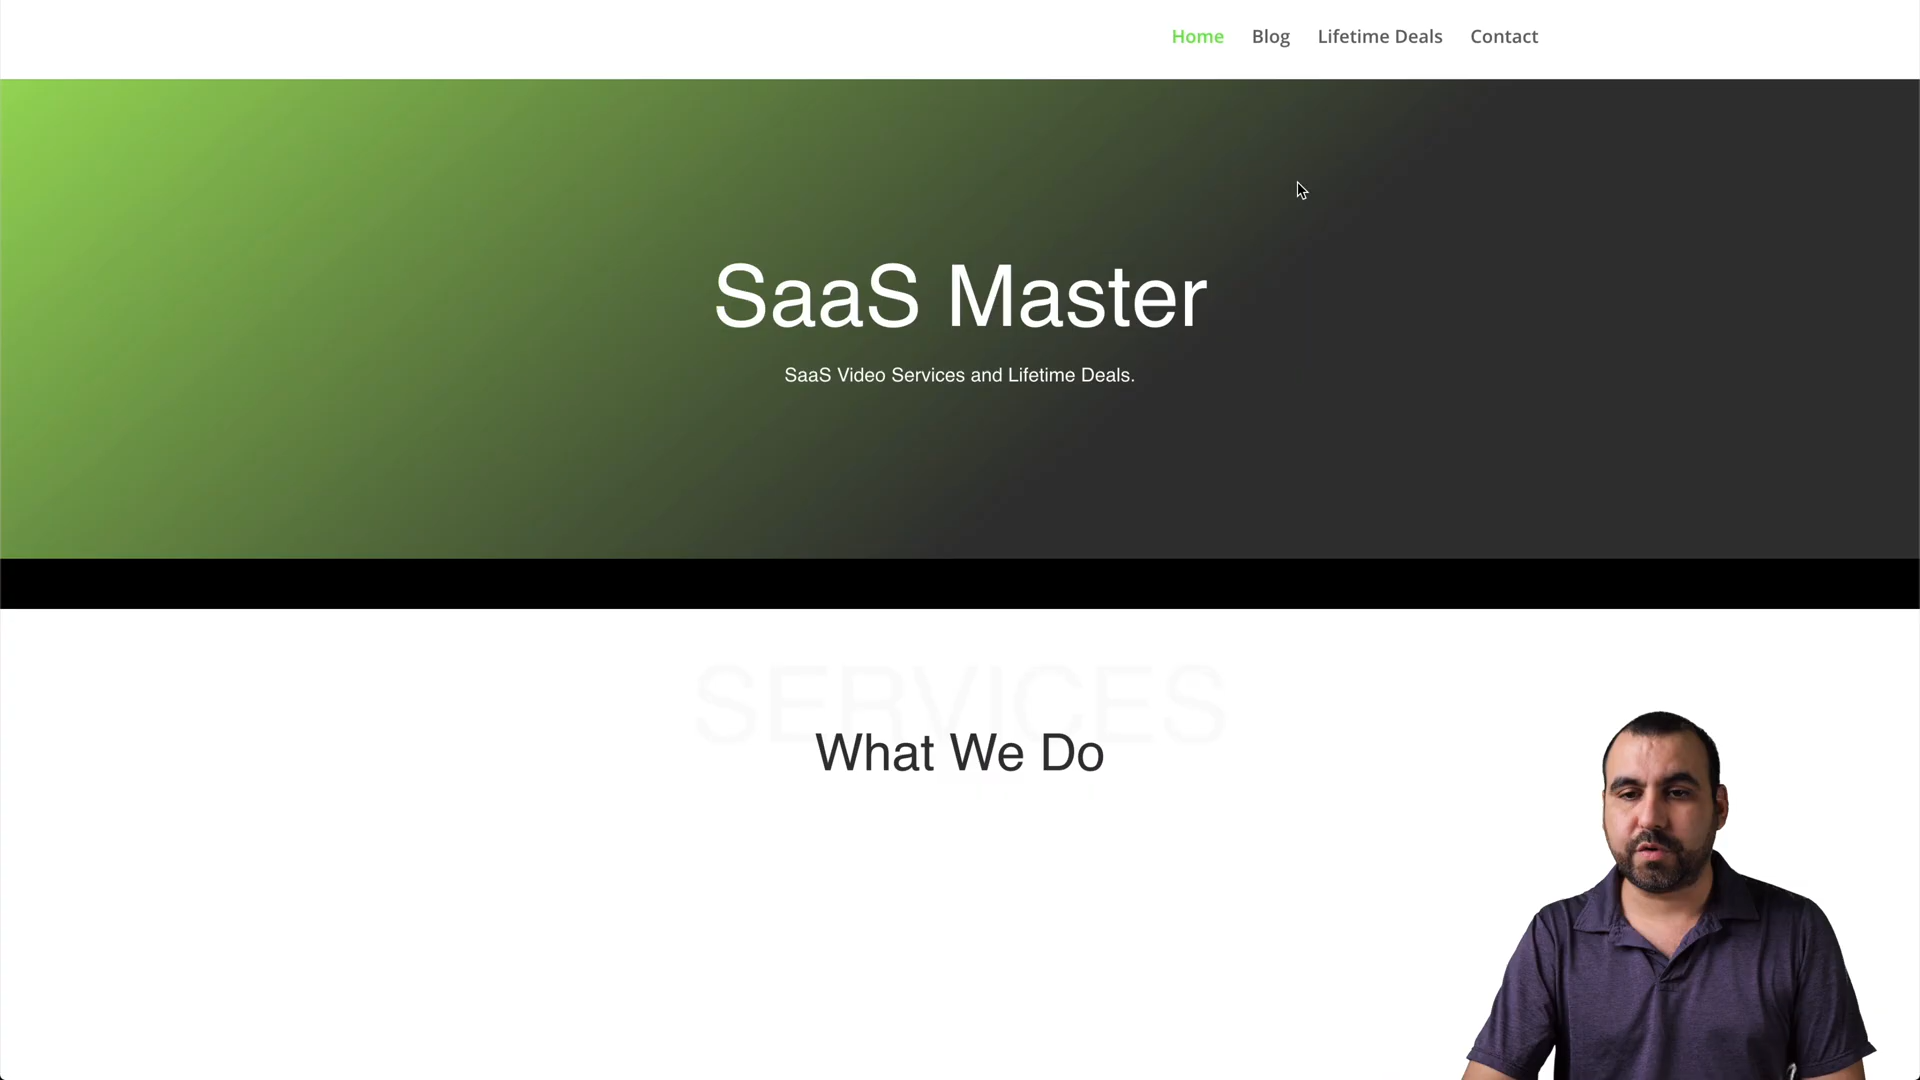 Home Blog Lifetime Deals Contact
SaaS Master
SaaS Video Services and Lifetime Deals.
SERVICES
What We Do